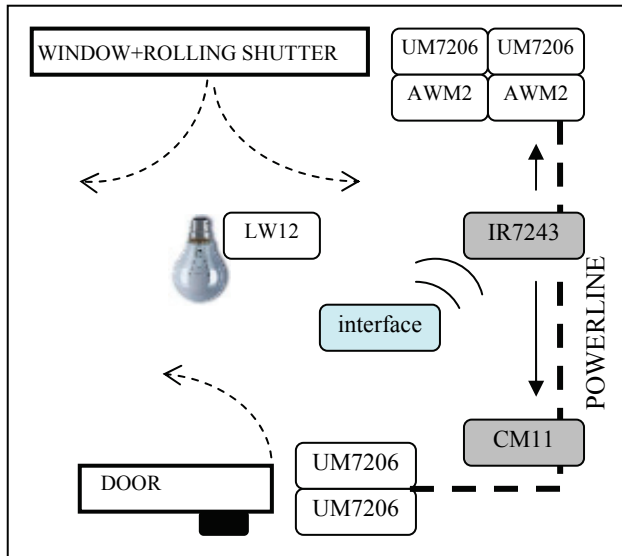 WINDOW+ROLLING SHUTTER
UM7206 UM7206
AWM2 AWM2
LW12
IR7243
interface
POWERLINE
CM11
DOOR
UM7206
UM7206